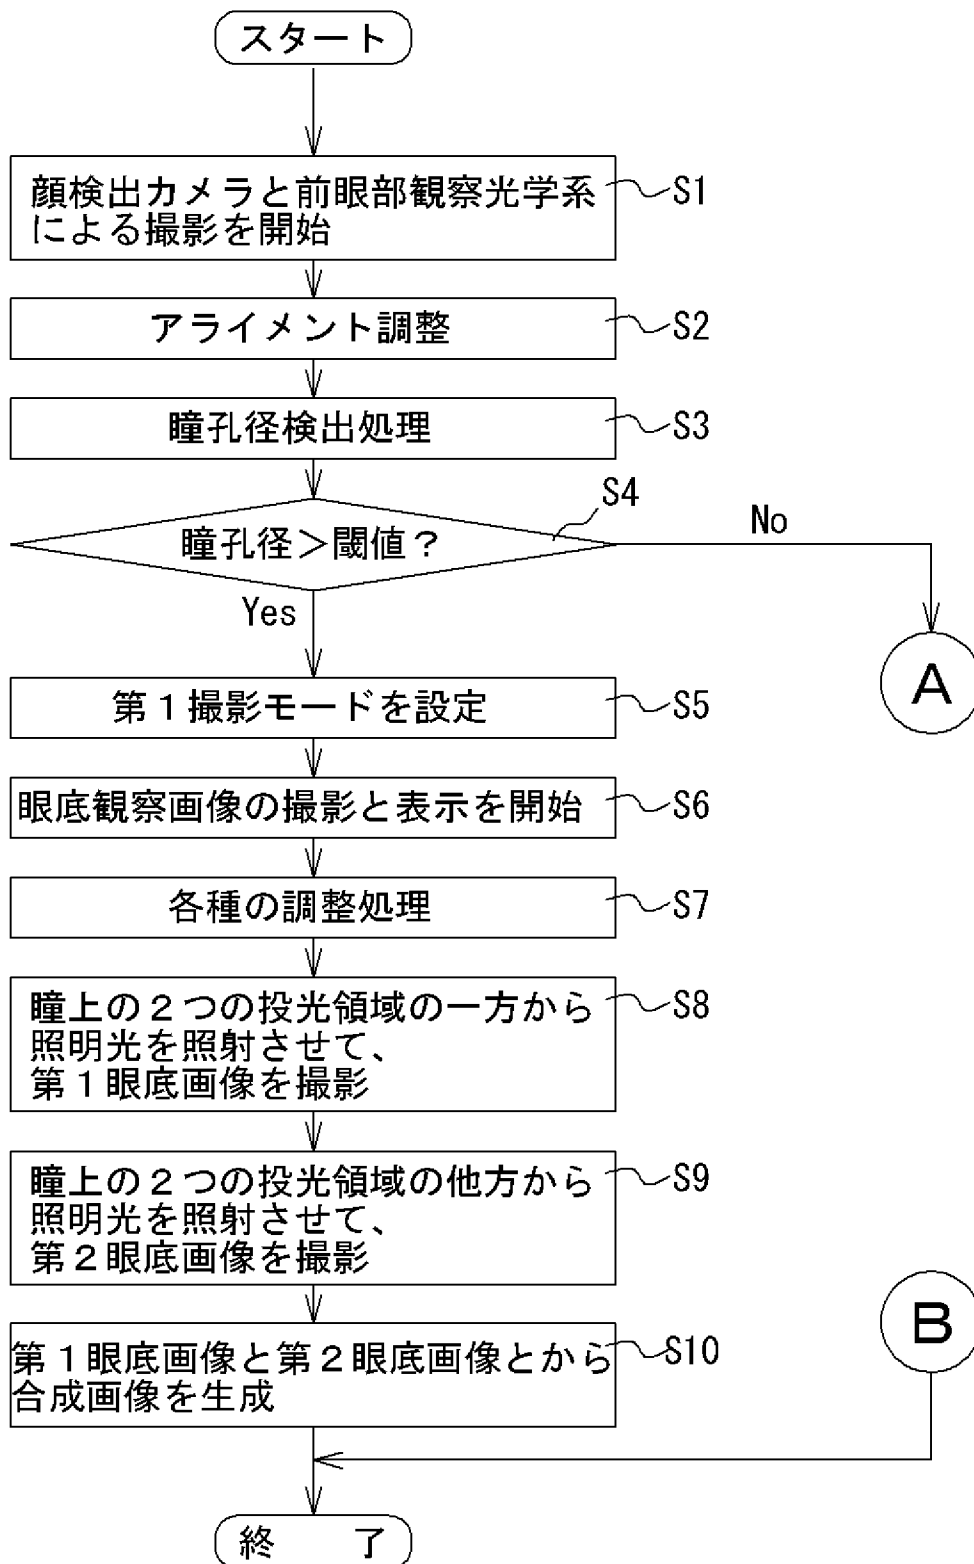 スタート
顔検出カメラと前眼部観察光学系
による撮影を開始
S1
アライメント調整
S2
瞳孔径検出処理
S3
瞳孔径＞閾値？
S4
No
Yes
A
第１撮影モードを設定
S5
眼底観察画像の撮影と表示を開始
S6
各種の調整処理
S7
瞳上の２つの投光領域の一方から
照明光を照射させて、
第１眼底画像を撮影
S8
瞳上の２つの投光領域の他方から
照明光を照射させて、
第２眼底画像を撮影
S9
B
第１眼底画像と第２眼底画像とから
合成画像を生成
S10
終　了